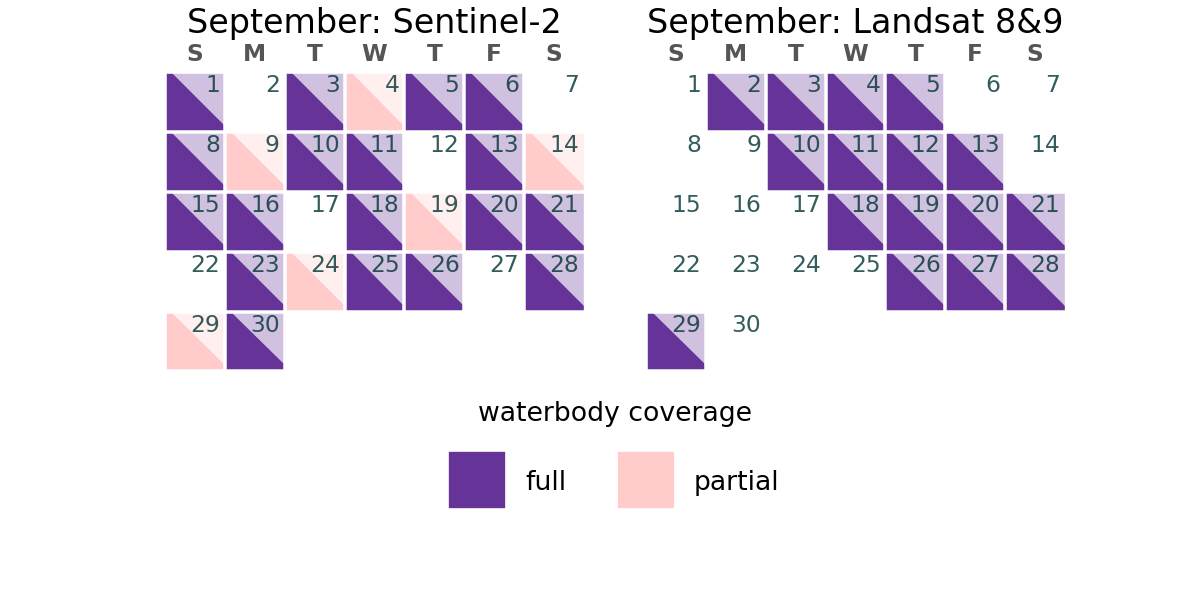 September: Sentinel-2
S M T W T F S
1 2 3 4 5 6 7
8 9 10 11 12 13 14
15 16 17 18 19 20 21
22 23 24 25 26 27 28
29 30
September: Landsat 8&9
S M T W T F S
1 2 3 4 5 6 7
8 9 10 11 12 13 14
15 16 17 18 19 20 21
22 23 24 25 26 27 28
29 30
waterbody coverage
full partial